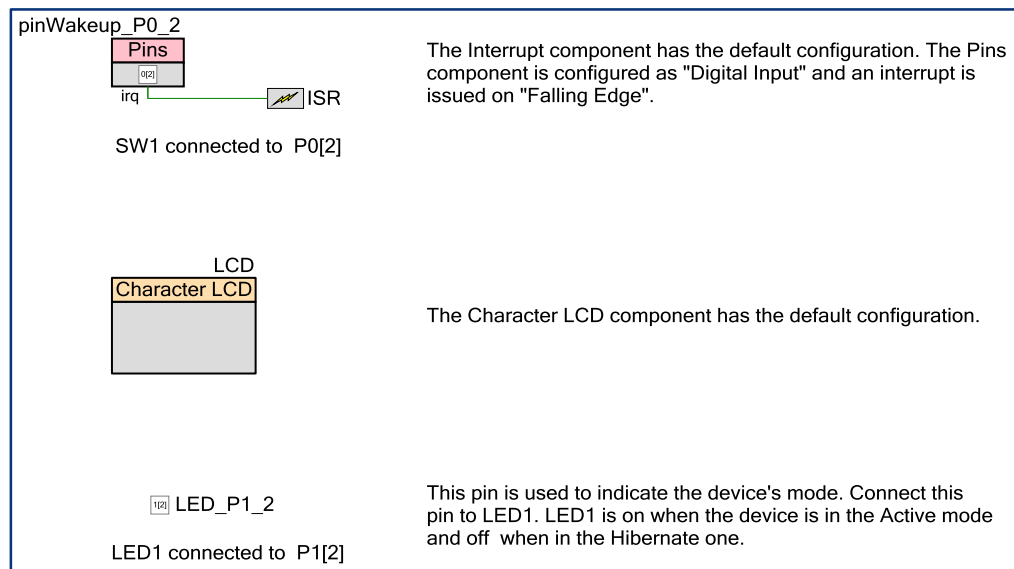 pinWakeup_P0_2
Pins
0[2]
irq
ISR
SW1 connected to P0[2]
The Interrupt component has the default configuration. The Pins
component is configured as "Digital Input" and an interrupt is
issued on "Falling Edge".
LCD
Character LCD
The Character LCD component has the default configuration.
1[2] LED_P1_2
LED1 connected to P1[2]
This pin is used to indicate the device's mode. Connect this
pin to LED1. LED1 is on when the device is in the Active mode
and off when in the Hibernate one.